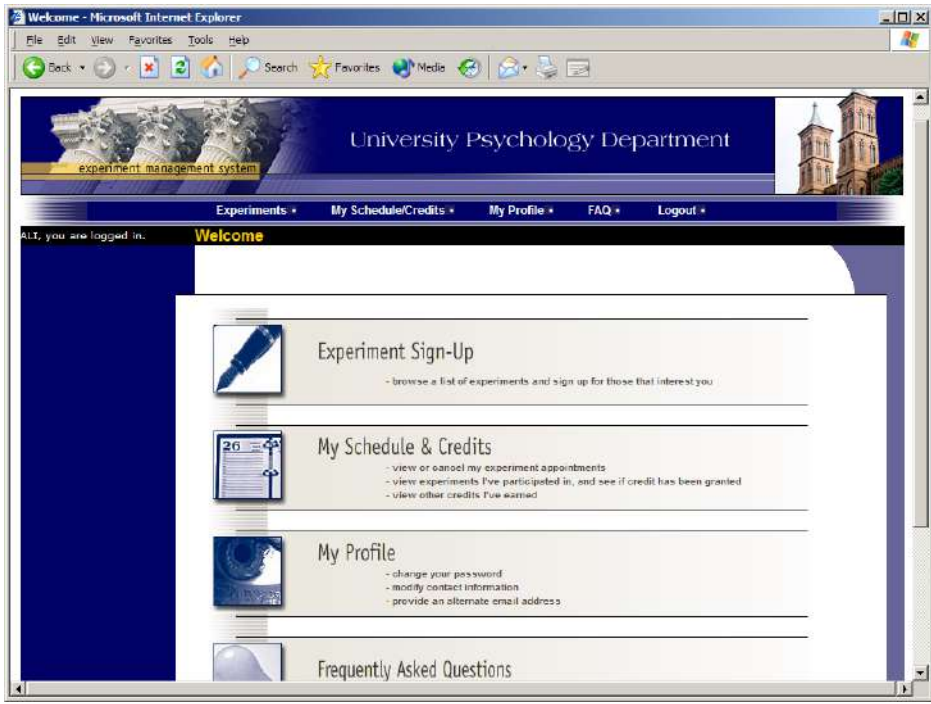 Welcome - Microsoft Internet Explorer
File Edit View Favorites Tools Help
Back Search Favorites Media
University Psychology Department
experiment management system
Experiments My Schedule/Credits My Profile FAQ Logout
ALI, you are logged in. Welcome
Experiment Sign-Up
- browse a list of experiments and sign up for those that interest you
26
My Schedule & Credits
- view or cancel my experiment appointments
- view experiments I've participated in, and see if credit has been granted
- view other credits I've earned
My Profile
- change your password
- modify contact information
- provide an alternate email address
Frequently Asked Questions